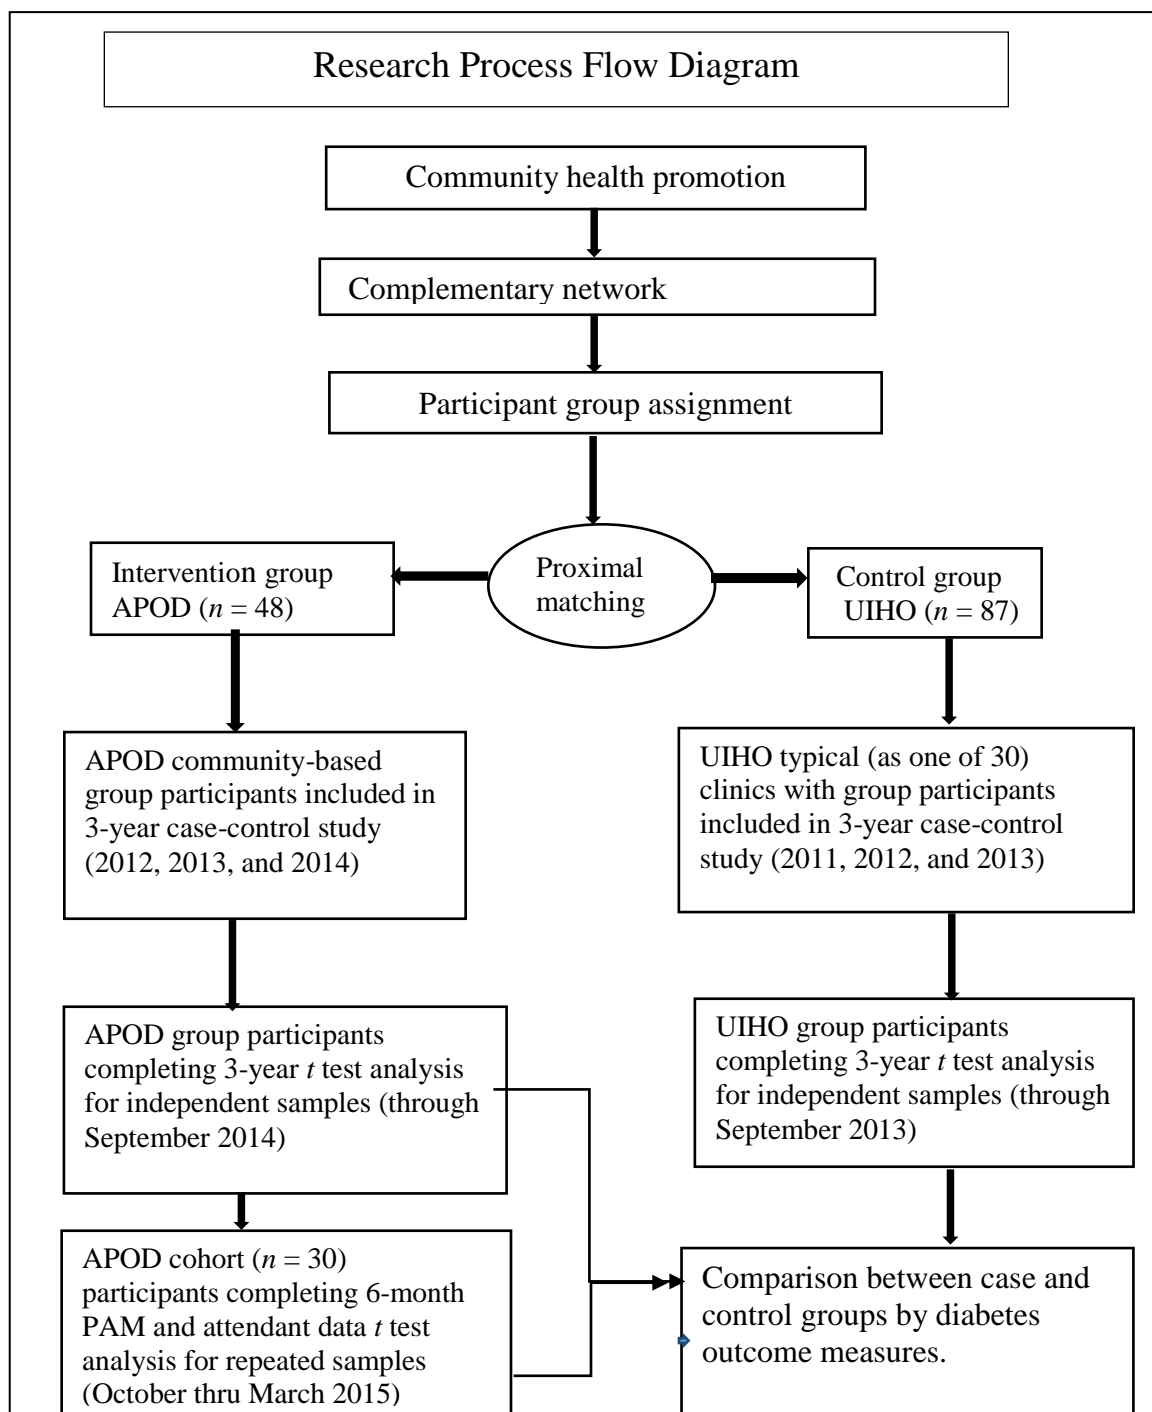 Research Process Flow Diagram
Community health promotion
Complementary network
Participant group assignment
Proximal
matching
Intervention group
APOD (n = 48)
Control group
UIHO (n = 87)
APOD community-based
group participants included in
3-year case-control study
(2012, 2013, and 2014)
UIHO typical (as one of 30)
clinics with group participants
included in 3-year case-control
study (2011, 2012, and 2013)
APOD group participants
completing 3-year t test analysis
for independent samples (through
September 2014)
UIHO group participants
completing 3-year t test analysis
for independent samples (through
September 2013)
APOD cohort (n = 30)
participants completing 6-month
PAM and attendant data t test
analysis for repeated samples
(October thru March 2015)
Comparison between case and
control groups by diabetes
outcome measures.